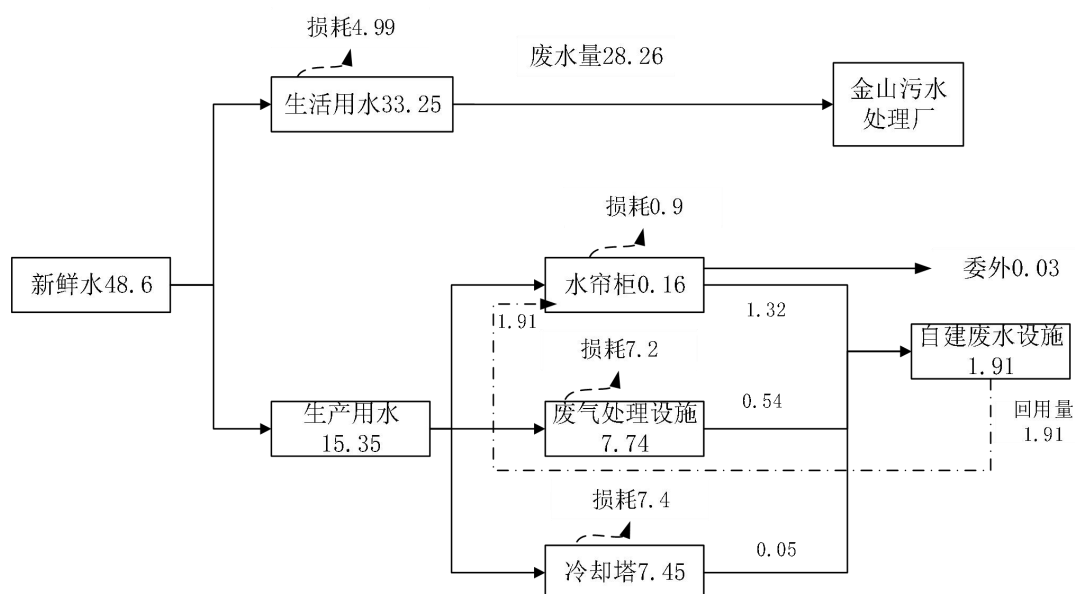 损耗4.99
废水量28.26
生活用水33.25
金山污水
处理厂
损耗0.9
新鲜水48.6
水帘柜0.16
委外0.03
1.91
1.32
损耗7.2
自建废水设施
1.91
生产用水
15.35
废气处理设施
7.74
0.54
回用量
1.91
损耗7.4
冷却塔7.45
0.05